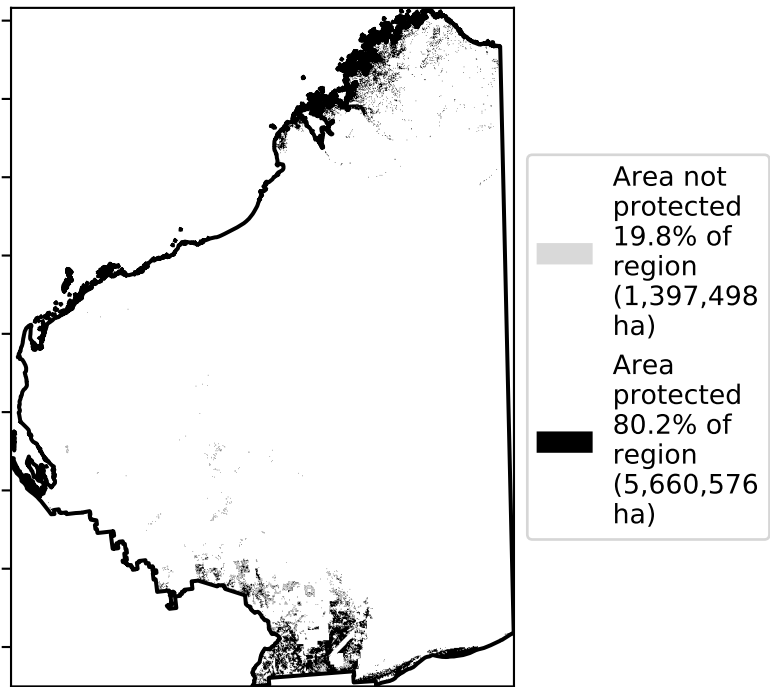 Area not
protected
19.8% of
region
(1,397,498
ha)
Area
protected
80.2% of
region
(5,660,576
ha)